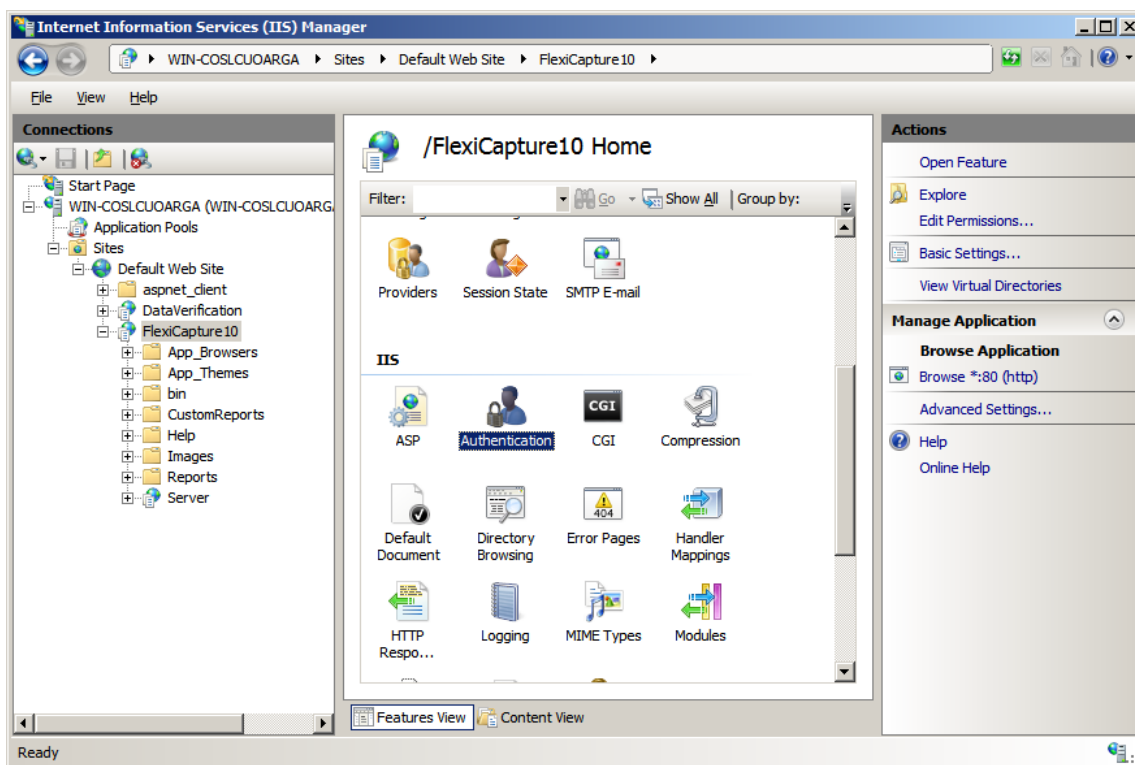 Internet Information Services (IIS) Manager
WIN-COSLCUOARGA Sites Default Web Site FlexiCapture10
File View Help
Connections
Start Page
WIN-COSLCUOARGA (WIN-COSLCUOARG
Application Pools
Sites
Default Web Site
aspnet_client
DataVerification
FlexiCapture10
App_Browsers
App_Themes
bin
CustomReports
Help
Images
Reports
Server
/FlexiCapture10 Home
Filter: Go Show All Group by:
Providers Session State SMTP E-mail
IIS
CGI
ASP Authentication CGI Compression
404
Default Directory Error Pages Handler
Document Browsing Mappings
HTTP Logging MIME Types Modules
Respo...
Features View Content View
Actions
Open Feature
Explore
Edit Permissions...
Basic Settings...
View Virtual Directories
Manage Application
Browse Application
Browse *:80 (http)
Advanced Settings...
Help
Online Help
Ready